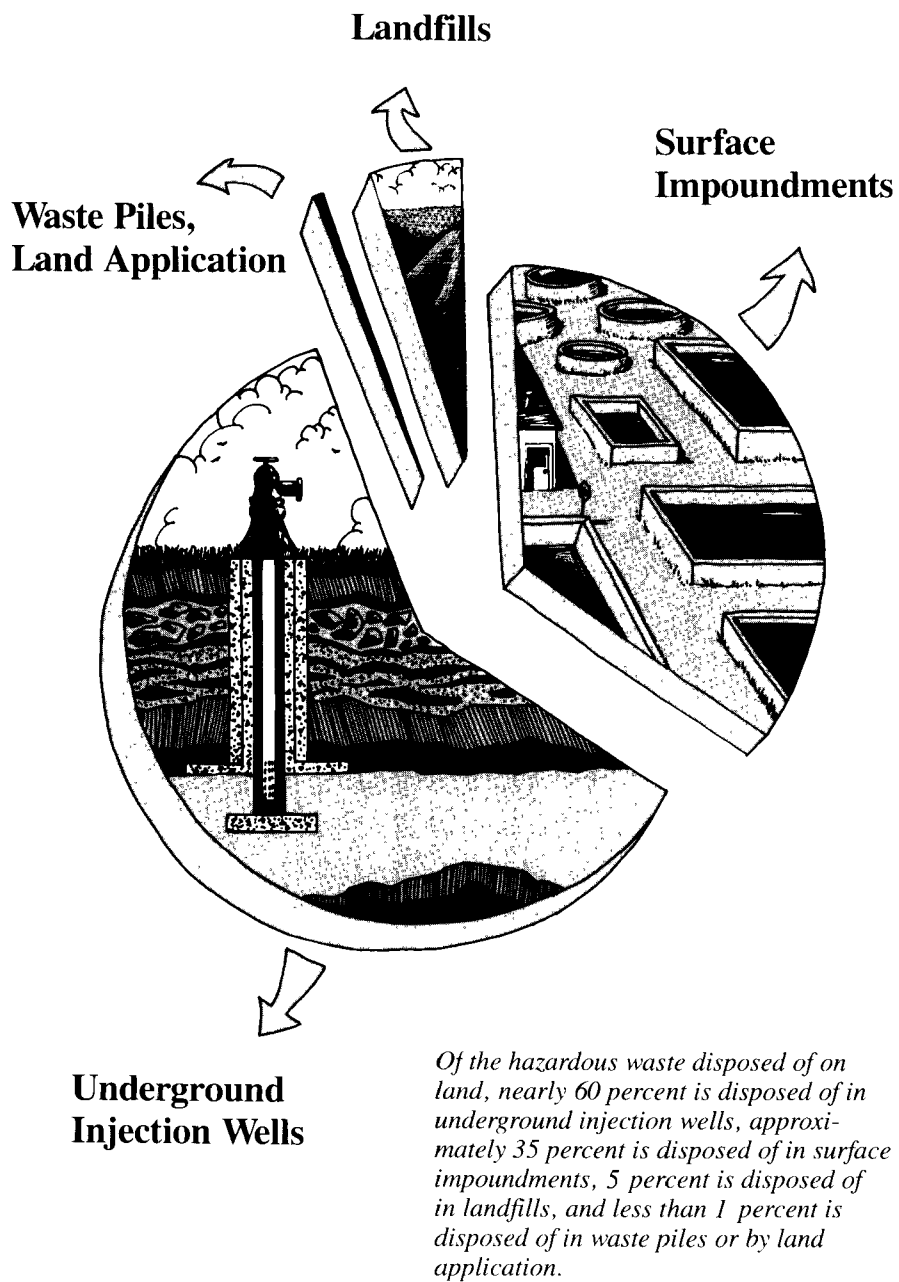 Landfills
Surface
Impoundments
Waste Piles,
Land Application
Underground
Injection Wells
Of the hazardous waste disposed of on
land, nearly 60 percent is disposed of in
underground injection wells, approxi-
mately 35 percent is disposed of in surface
impoundments, 5 percent is disposed of
in landfills, and less than 1 percent is
disposed of in waste piles or by land
application.